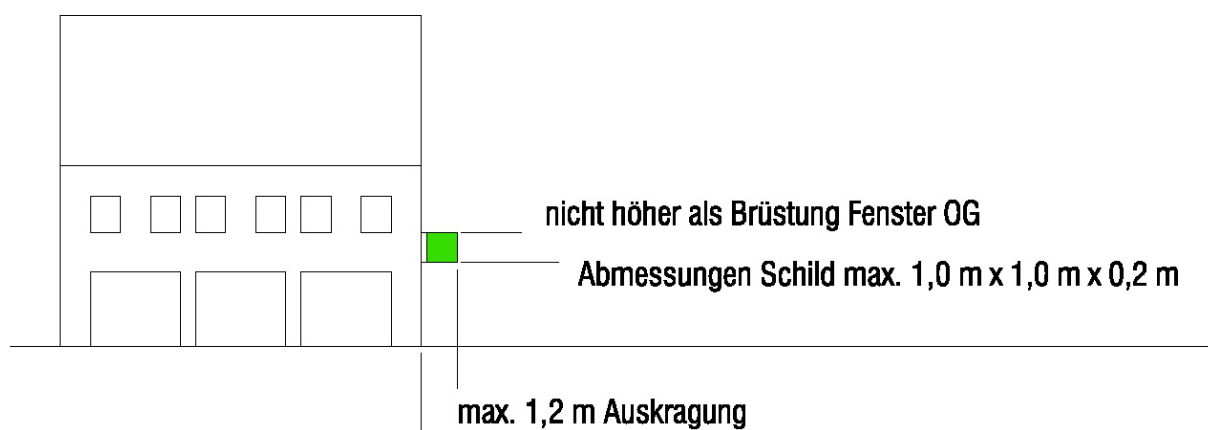 nicht höher als Brüstung Fenster OG
Abmessungen Schild max. 1,0 m x 1,0 m x 0,2 m
max. 1,2 m Auskragung